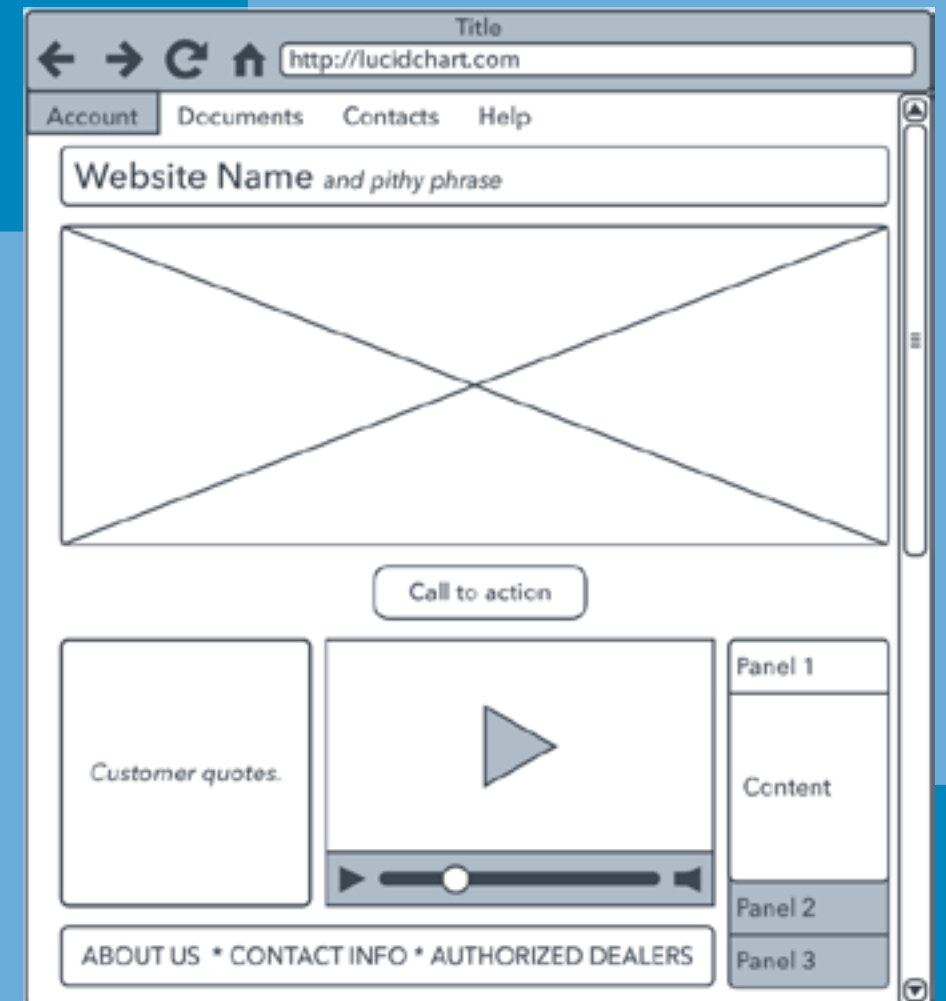 Title
http://lucidchart.com
Account Documents Contacts Help
Website Name and pithy phrase
Call to action
Customer quotes.
Panel 1
Content
Panel 2
Panel 3
ABOUT US * CONTACT INFO * AUTHORIZED DEALERS